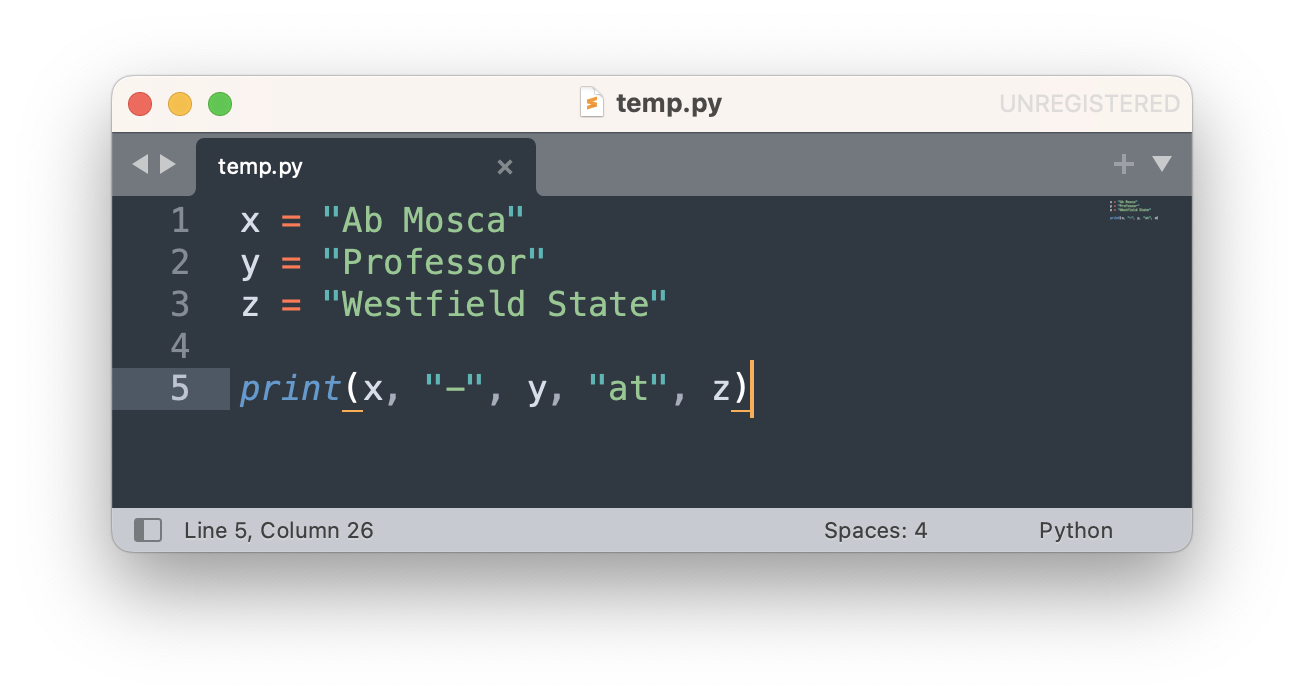 temp.py
UNREGISTERED
temp.py
1 x = "Ab Mosca"
2 y = "Professor"
3 z = "Westfield State"
4
5 print(x, "–", y, "at", z)
Line 5, Column 26
Spaces: 4
Python